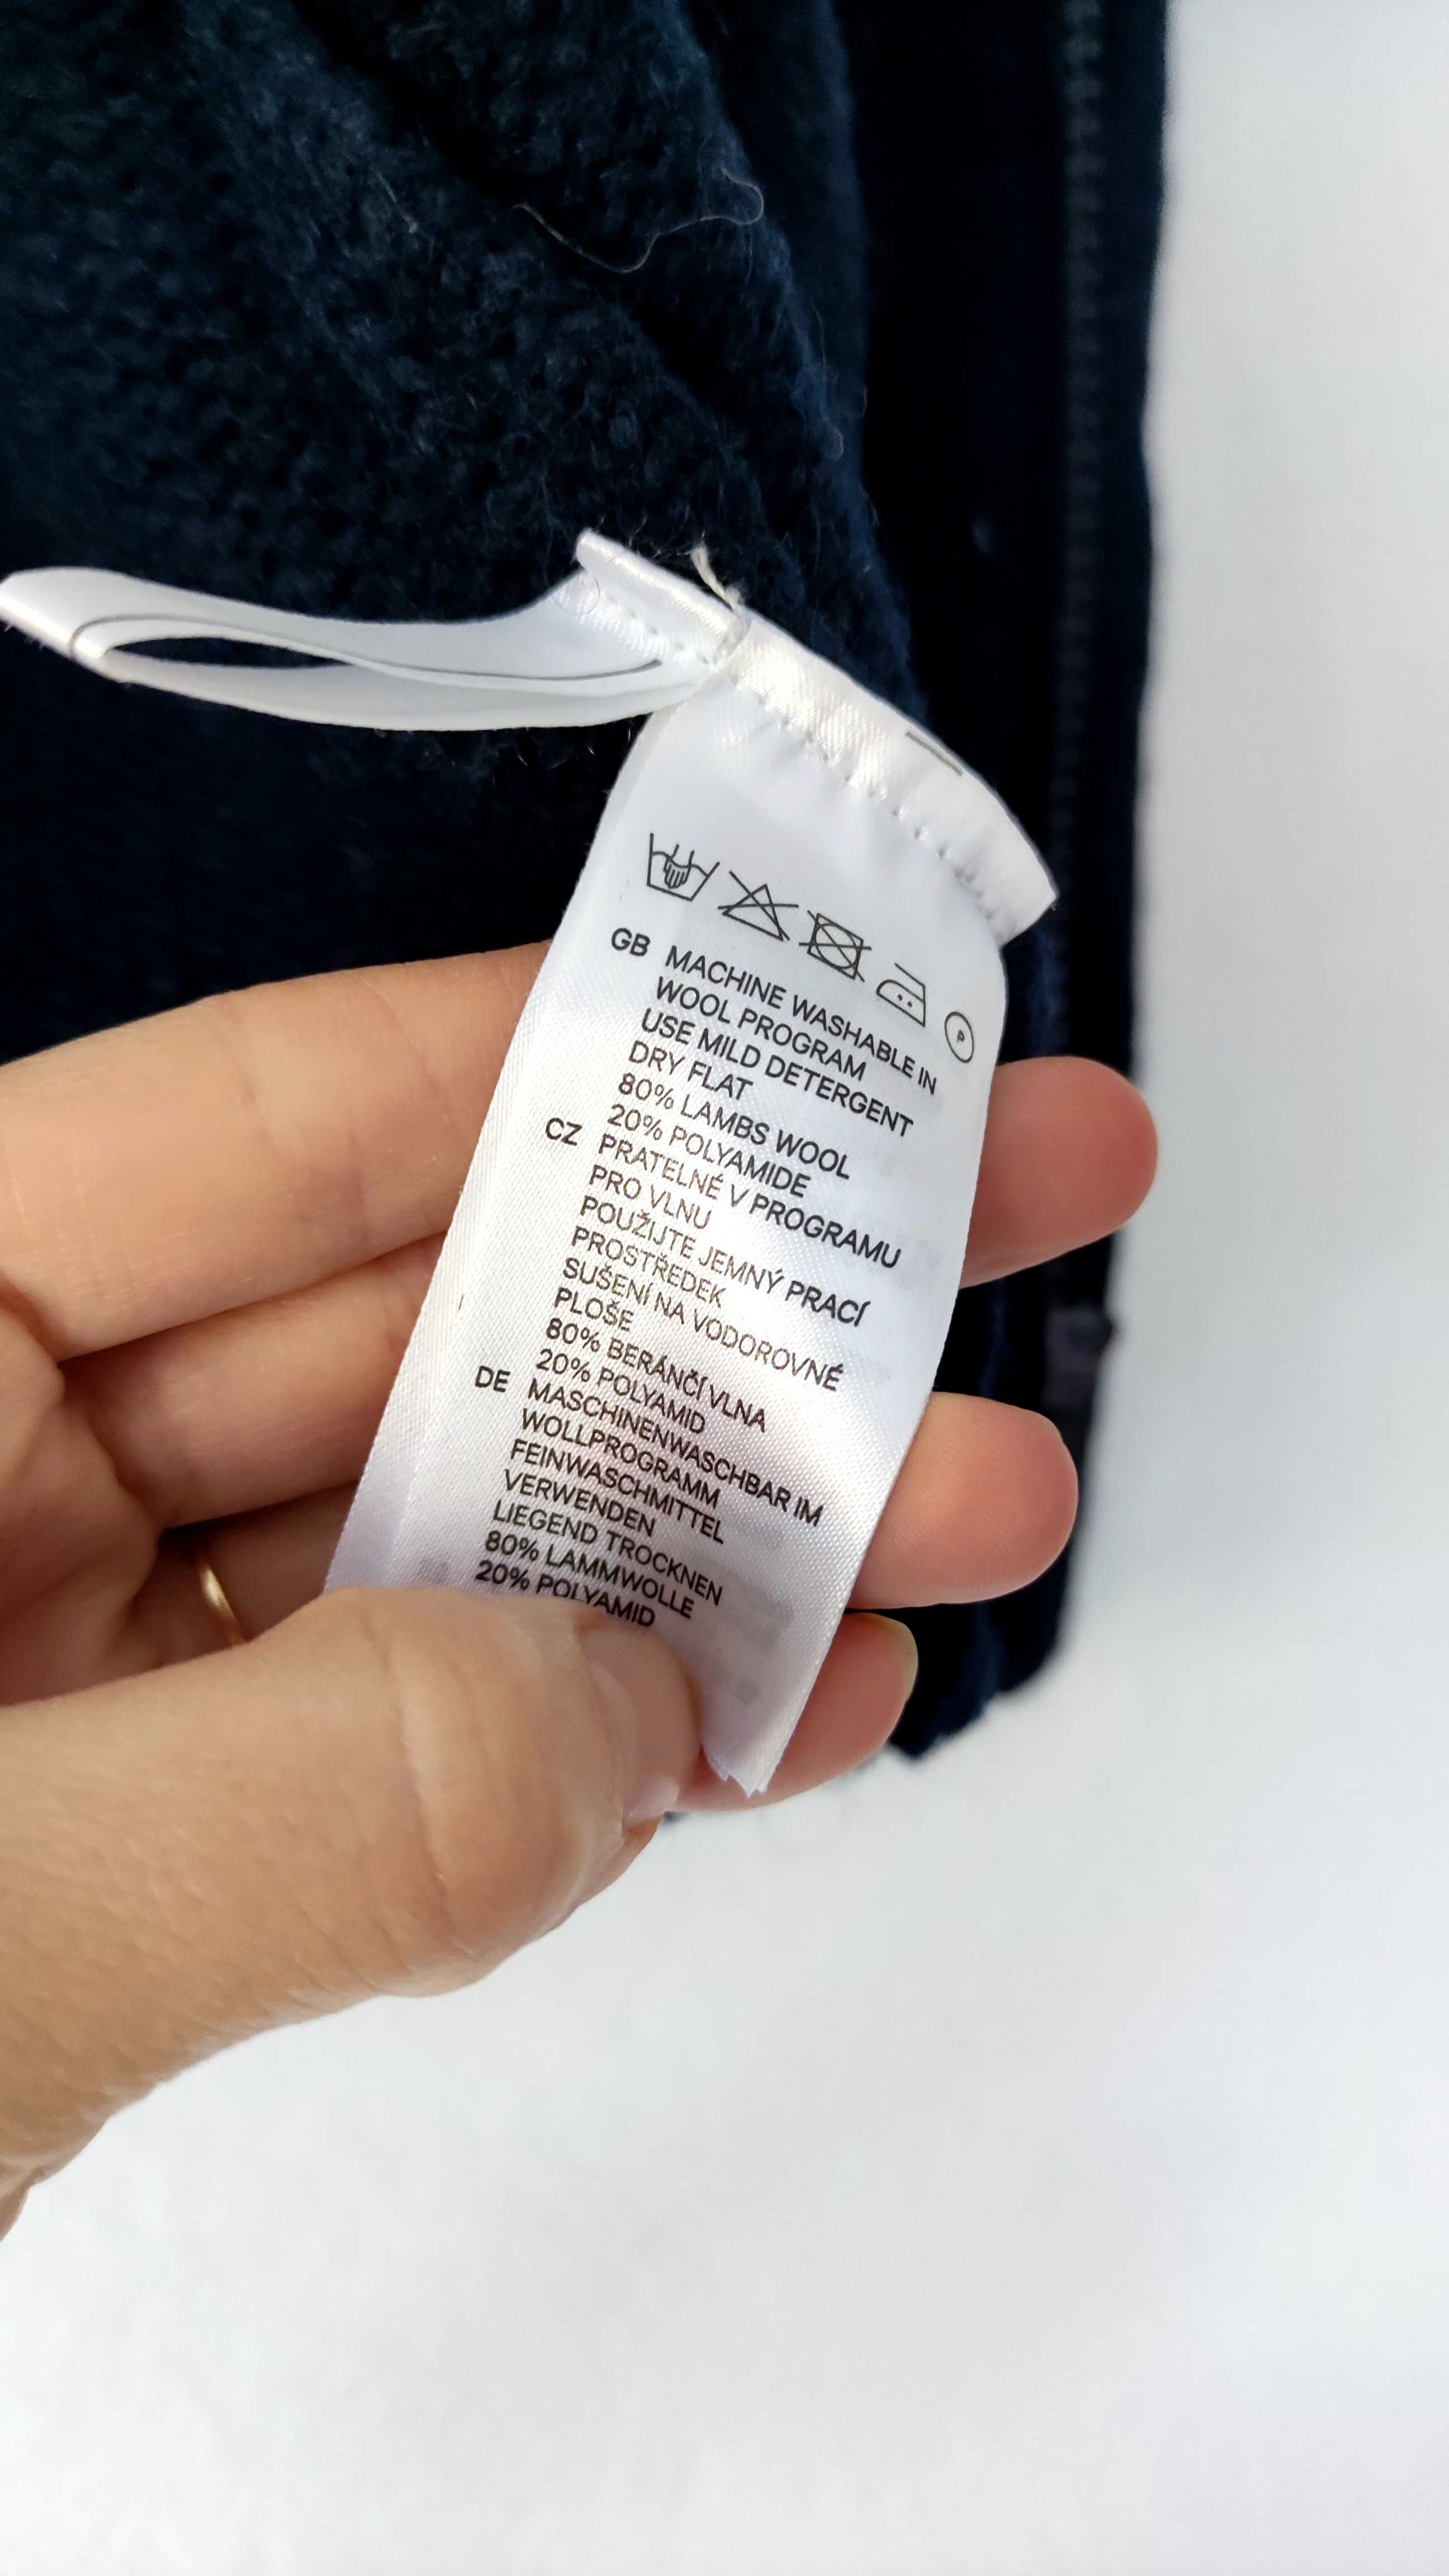 P
GB MACHINE WASHABLE IN
WOOL PROGRAM
USE MILD DETERGENT
DRY FLAT
80% LAMBS WOOL
20% POLYAMIDE
CZ PRATELNÉ V PROGRAMU
PRO VLNU
POUŽIJTE JEMNÝ PRACÍ
PROSTŘEDEK
SUŠENÍ NA VODOROVNÉ
PLOŠE
80% BERÁNČÍ VLNA
20% POLYAMID
DE MASCHINENWASCHBAR IM
WOLLPROGRAMM
FEINWASCHMITTEL
VERWENDEN
LIEGEND TROCKNEN
80% LAMMWOLLE
20% POLYAMID